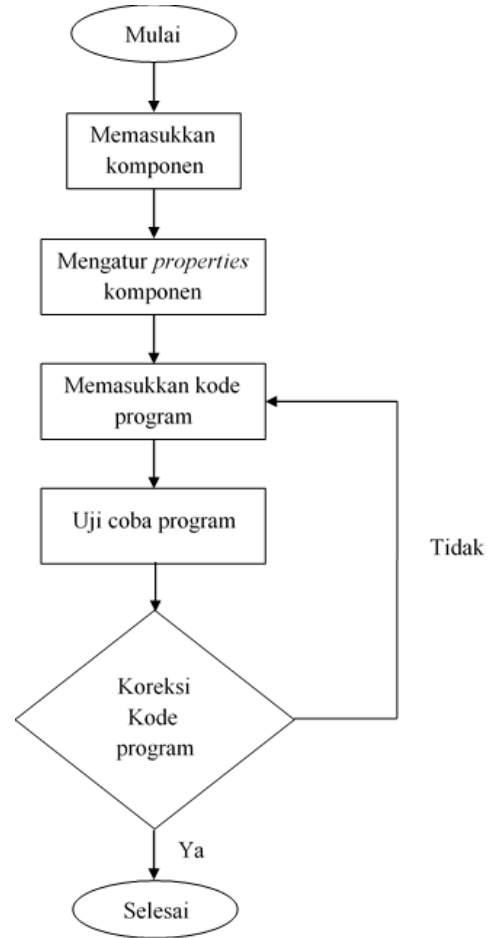 Mulai
Memasukkan
komponen
Mengatur properties
komponen
Memasukkan kode
program
Uji coba program
Tidak
Koreksi
Kode
program
Ya
Selesai